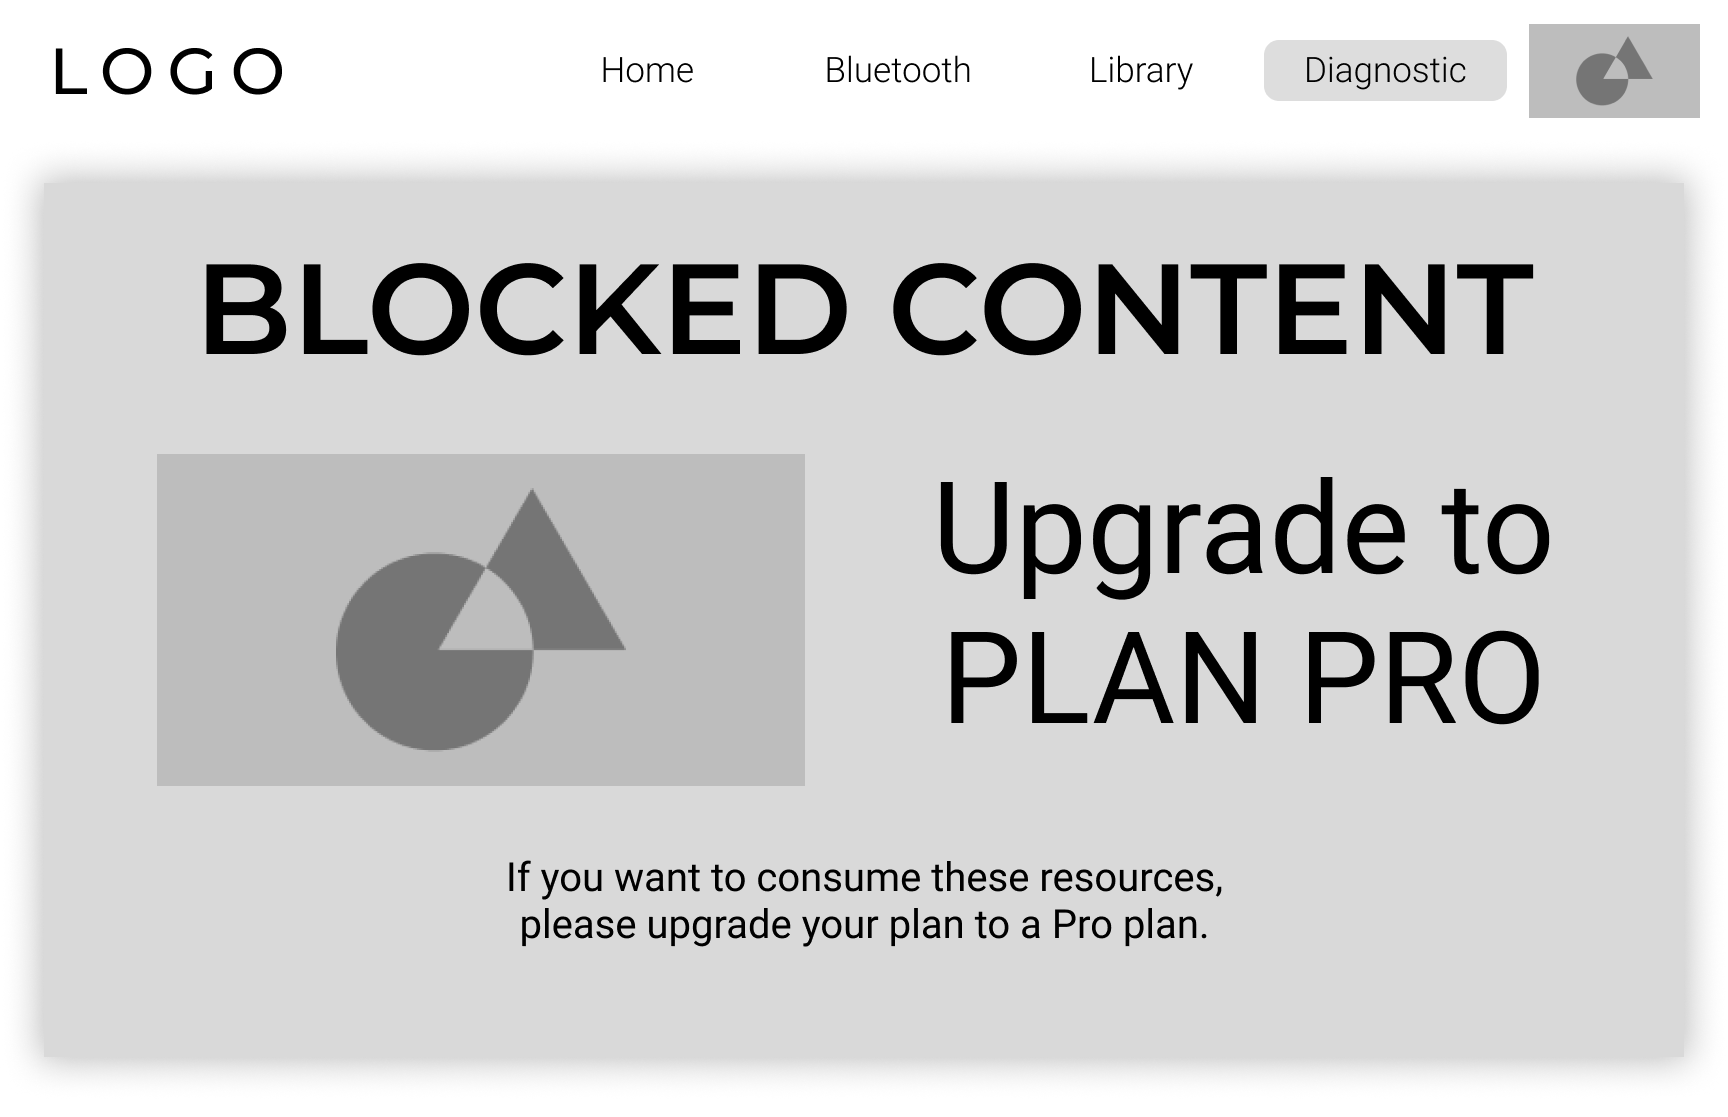 LOGO
Home
Bluetooth
Library
Diagnostic
BLOCKED CONTENT
Upgrade to
PLAN PRO
If you want to consume these resources,
please upgrade your plan to a Pro plan.